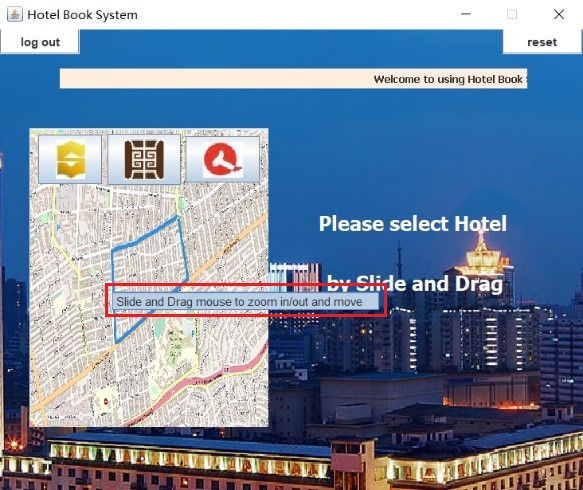 Hotel Book System
log out
reset
Welcome to using Hotel Book
Please select Hotel
by Slide and Drag
Slide and Drag mouse to zoom in/out and move